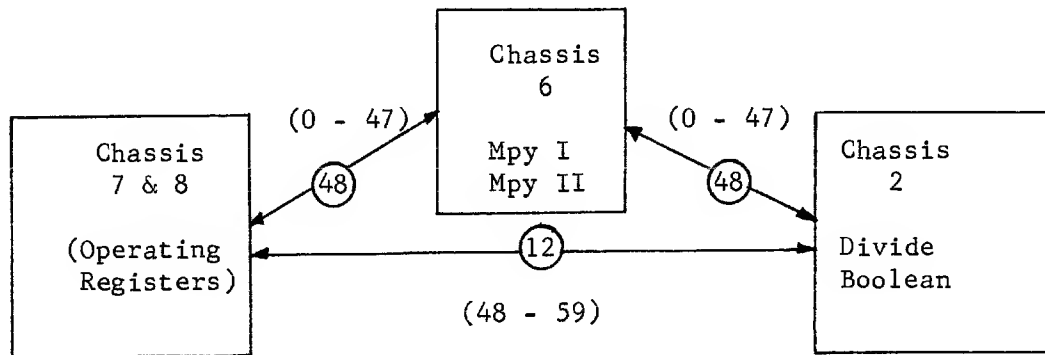 Chassis
6
Mpy I
Mpy II
(0 - 47)
48
(0 - 47)
48
Chassis
7 & 8
(Operating
Registers)
12
(48 - 59)
Chassis
2
Divide
Boolean